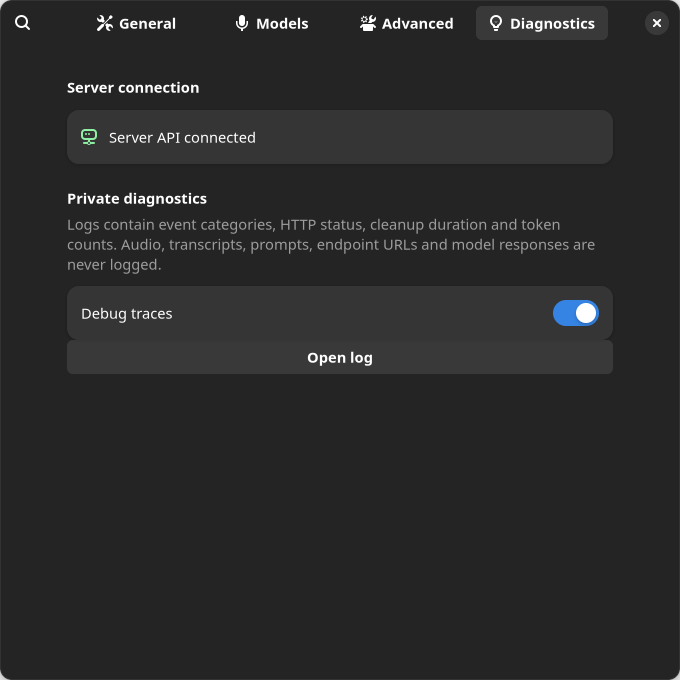 General
Models
Advanced
Diagnostics
Server connection
Server API connected
Private diagnostics
Logs contain event categories, HTTP status, cleanup duration and token
counts. Audio, transcripts, prompts, endpoint URLs and model responses are
never logged.
Debug traces
Open log